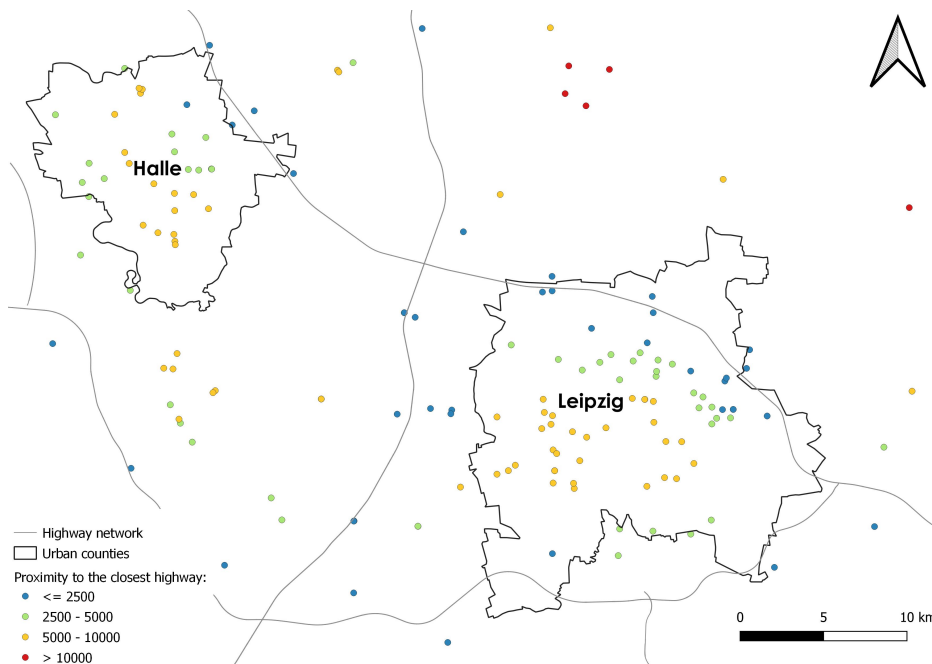 Halle
Leipzig
Highway network
Urban counties
Proximity to the closest highway:
<= 2500
2500 - 5000
5000 - 10000
> 10000
0 5 10 km